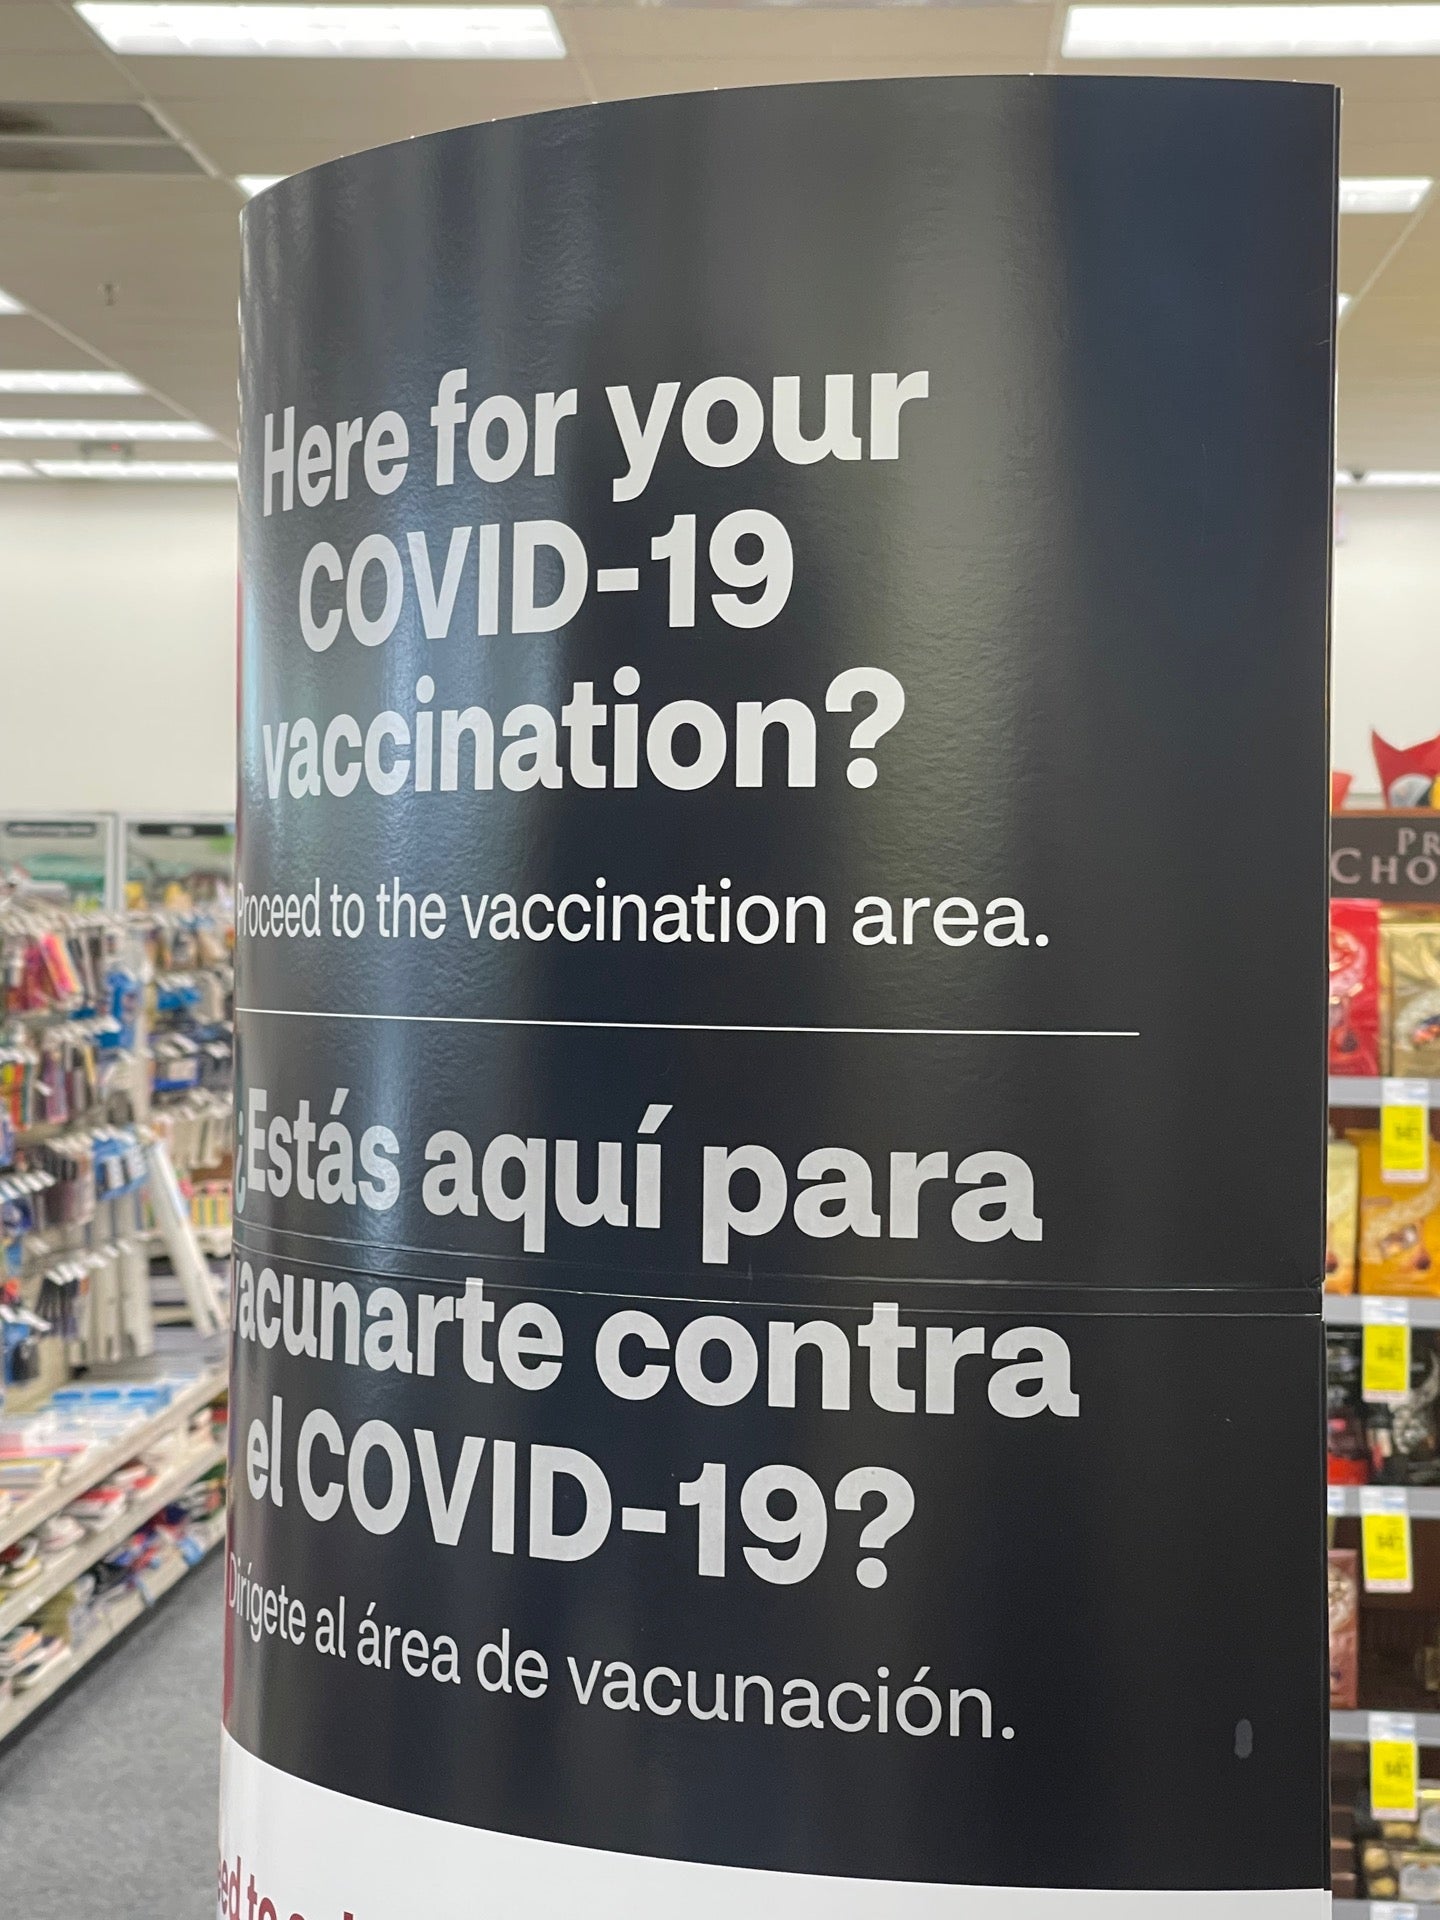 Here for your
COVID-19
vaccination?
Proceed to the vaccination area.
¿Estás aquí para
vacunarte contra
el COVID-19?
Dirígete al área de vacunación.